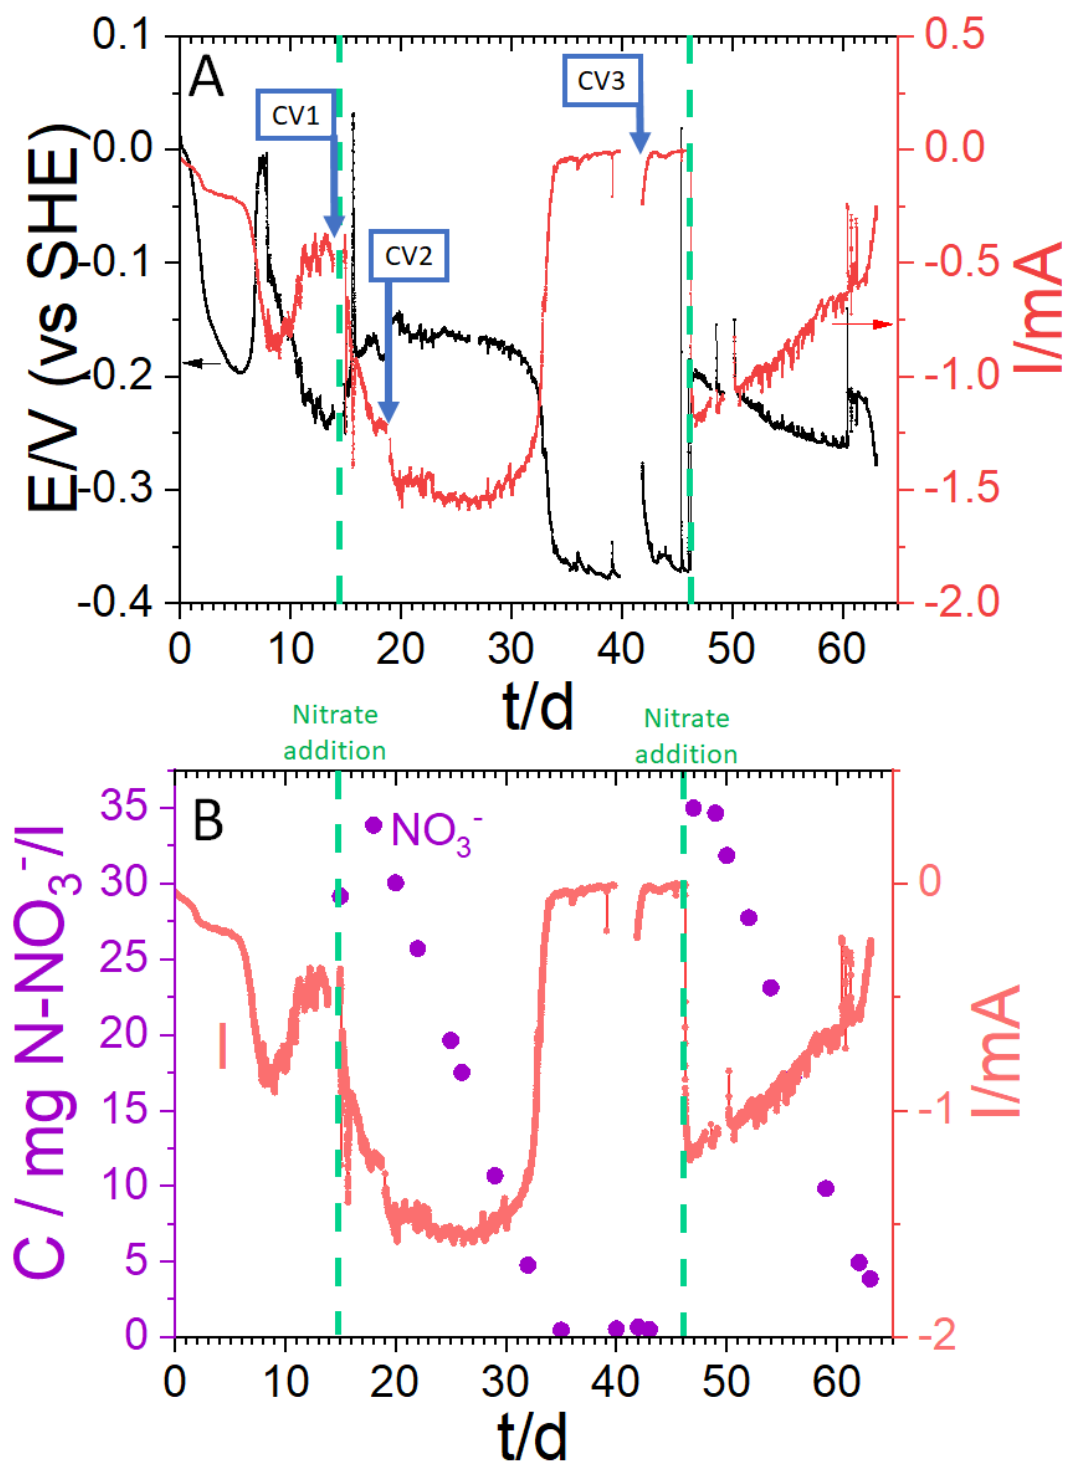 A
CV1
CV2
CV3
E/V (vs SHE)
0.1
0.0
-0.1
-0.2
-0.3
-0.4
0.5
0.0
-0.5
-1.0
-1.5
-2.0
I/mA
0 10 20 30 40 50 60
t/d
Nitrate
addition
Nitrate
addition
B
NO3-
I
C / mg N-NO3-/l
35
30
25
20
15
10
5
0
0
-1
-2
I/mA
0 10 20 30 40 50 60
t/d